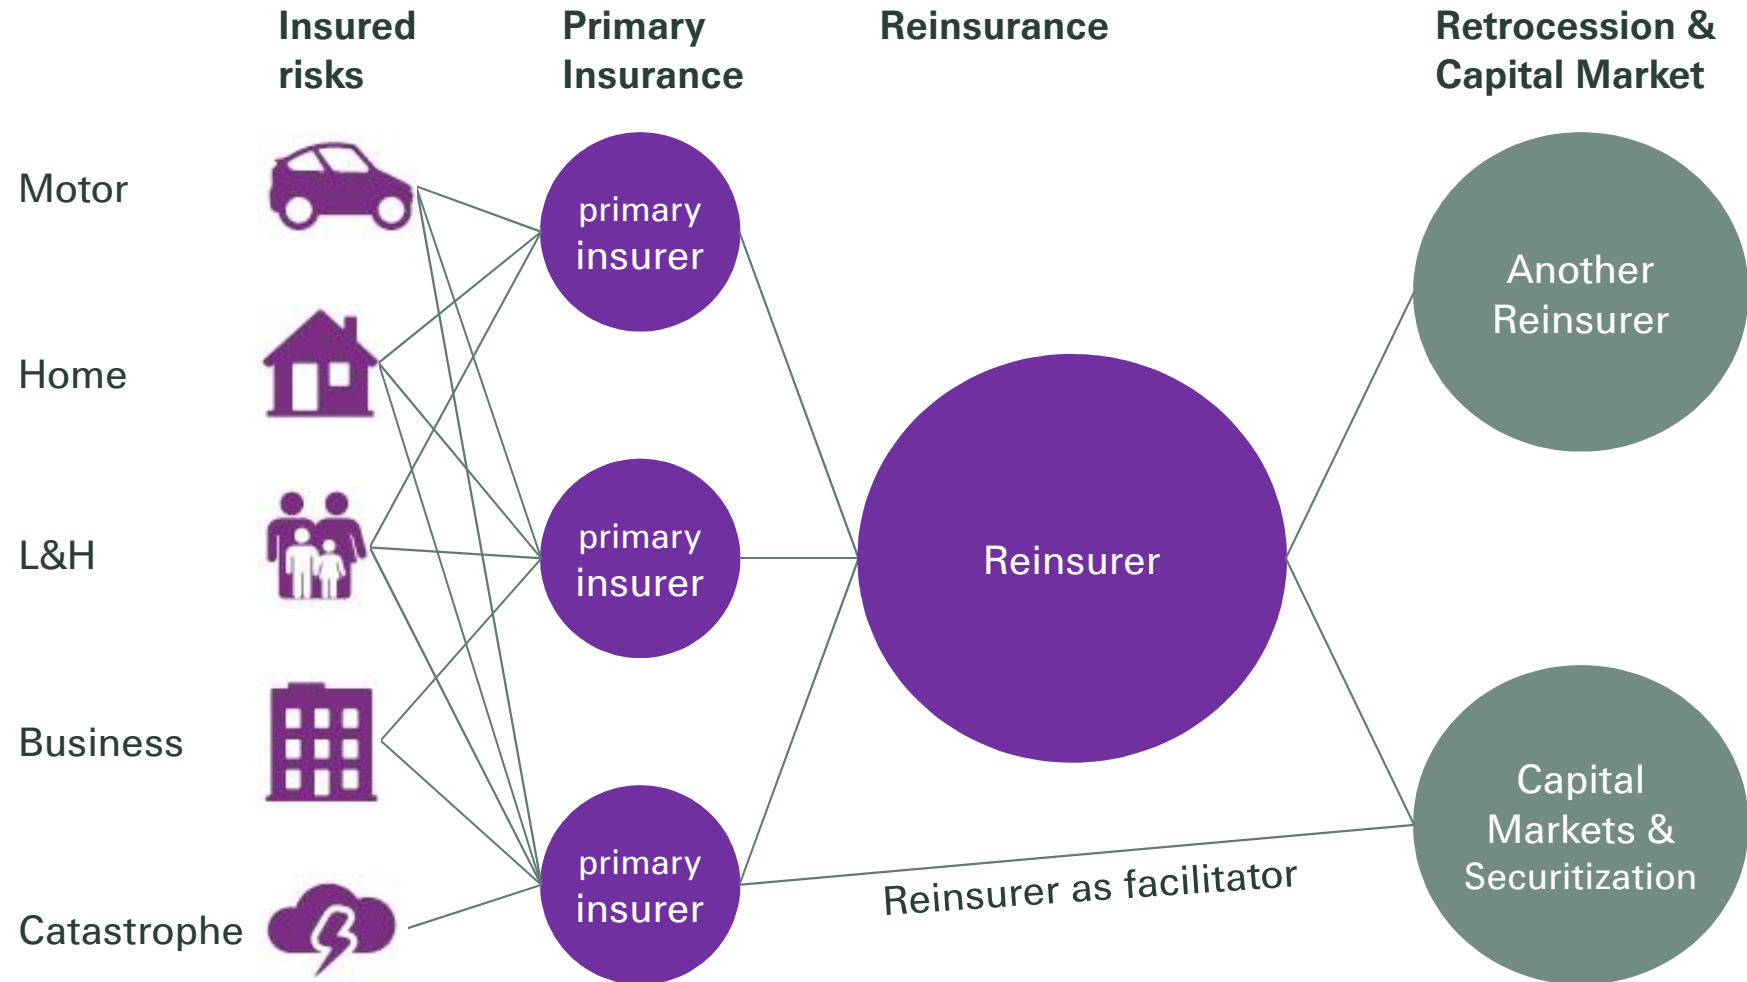 Insured
risks
Primary
Insurance
Reinsurance
Retrocession &
Capital Market
Motor
primary
insurer
Another
Reinsurer
Home
L&H
primary
insurer
Reinsurer
Business
Capital
Markets &
Securitization
primary
insurer
Reinsurer as facilitator
Catastrophe